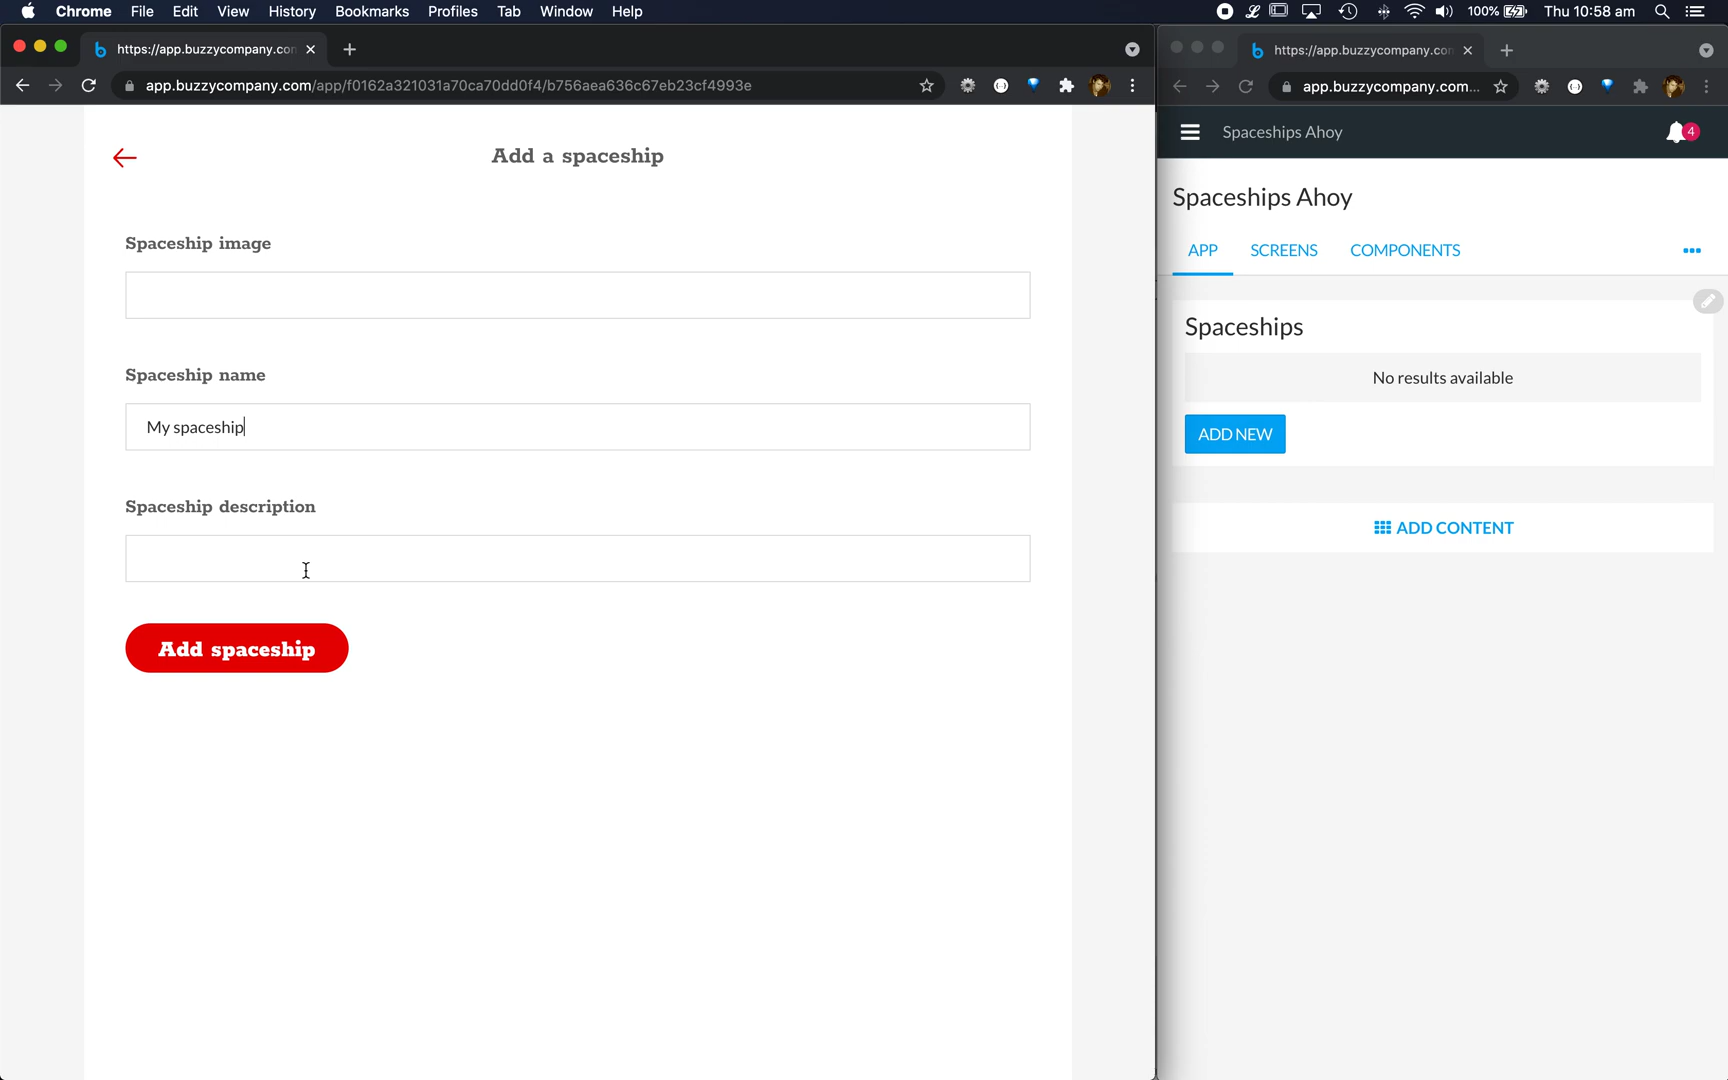 Chrome File Edit View History Bookmarks Profiles Tab Window Help 100% Thu 10:58 am
https://app.buzzycompany.con
app.buzzycompany.com/app/f0162a321031a70ca70dd0f4/b756aea636c67eb23cf4993e
Add a spaceship
Spaceship image
Spaceship name
My spaceship
Spaceship description
Add spaceship
https://app.buzzycompany.con
app.buzzycompany.com...
Spaceships Ahoy
4
Spaceships Ahoy
APP SCREENS COMPONENTS
Spaceships
No results available
ADD NEW
ADD CONTENT